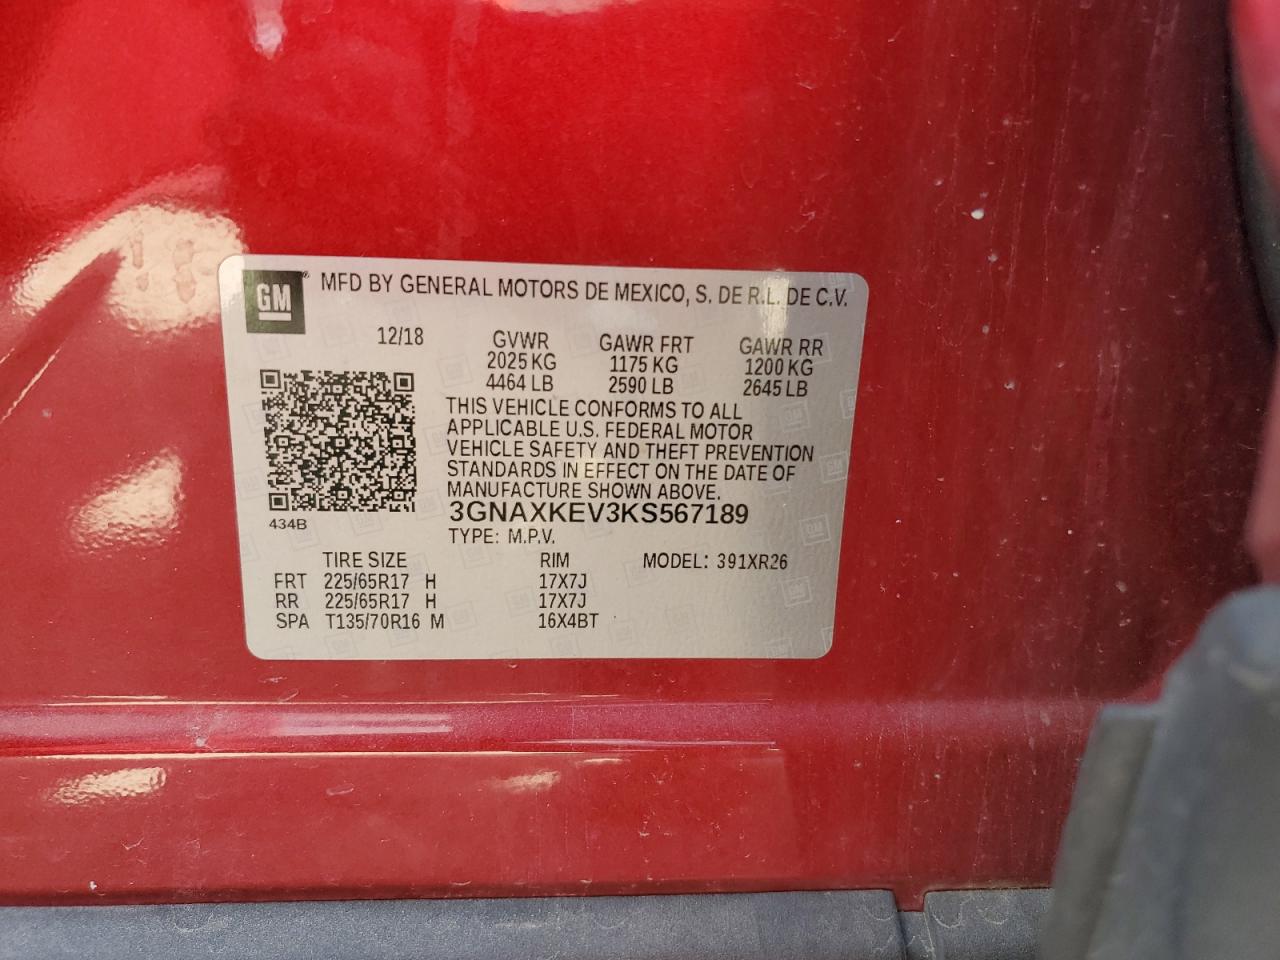 GM
MFD BY GENERAL MOTORS DE MEXICO, S. DE R.L. DE C.V.
12/18 GVWR GAWR FRT GAWR RR
2025 KG 1175 KG 1200 KG
4464 LB 2590 LB 2645 LB
THIS VEHICLE CONFORMS TO ALL
APPLICABLE U.S. FEDERAL MOTOR
VEHICLE SAFETY AND THEFT PREVENTION
STANDARDS IN EFFECT ON THE DATE OF
MANUFACTURE SHOWN ABOVE.
3GNAXKEV3KS567189
434B
TYPE: M.P.V.
TIRE SIZE RIM MODEL: 391XR26
FRT 225/65R17 H 17X7J
RR 225/65R17 H 17X7J
SPA T135/70R16 M 16X4BT